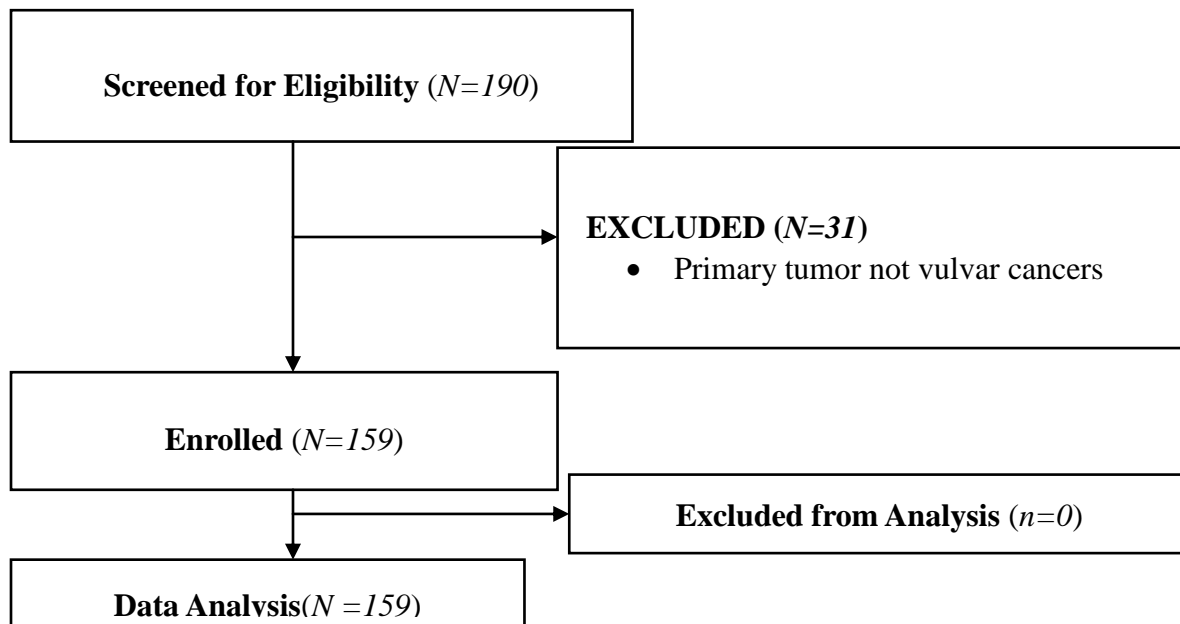 Screened for Eligibility (N=190)
EXCLUDED (N=31)
• Primary tumor not vulvar cancers
Enrolled (N=159)
Excluded from Analysis (n=0)
Data Analysis(N =159)